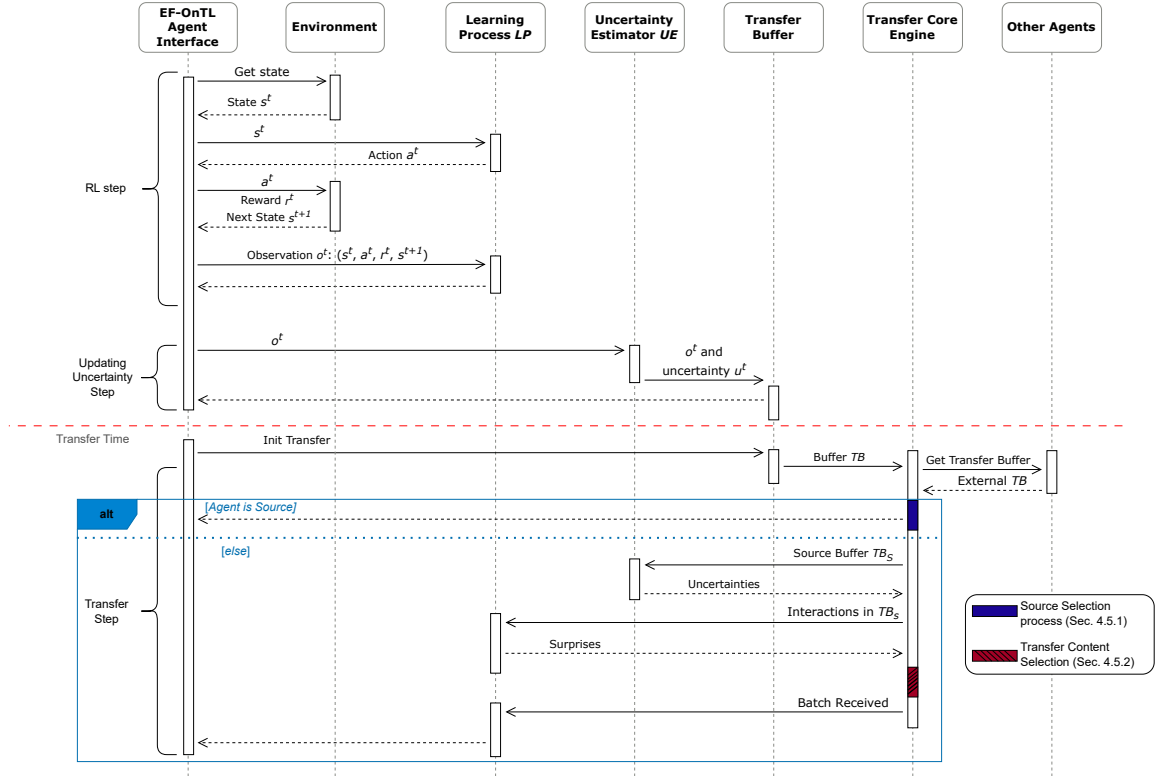 EF-OnTL
Agent
Interface
Environment
Learning
Process LP
Uncertainty
Estimator UE
Transfer
Buffer
Transfer Core
Engine
Other Agents
Get state
State s^t
s^t
Action a^t
RL step
a^t
Reward r^t
Next State s^{t+1}
Observation o^t: (s^t, a^t, r^t, s^{t+1})
Updating
Uncertainty
Step
o^t
o^t and
uncertainty u^t
Transfer Time
Init Transfer
Buffer TB
Get Transfer Buffer
External TB
alt
[Agent is Source]
[else]
Source Buffer TB_S
Uncertainties
Transfer
Step
Interactions in TB_s
Surprises
Batch Received
Source Selection
process (Sec. 4.5.1)
Transfer Content
Selection (Sec. 4.5.2)